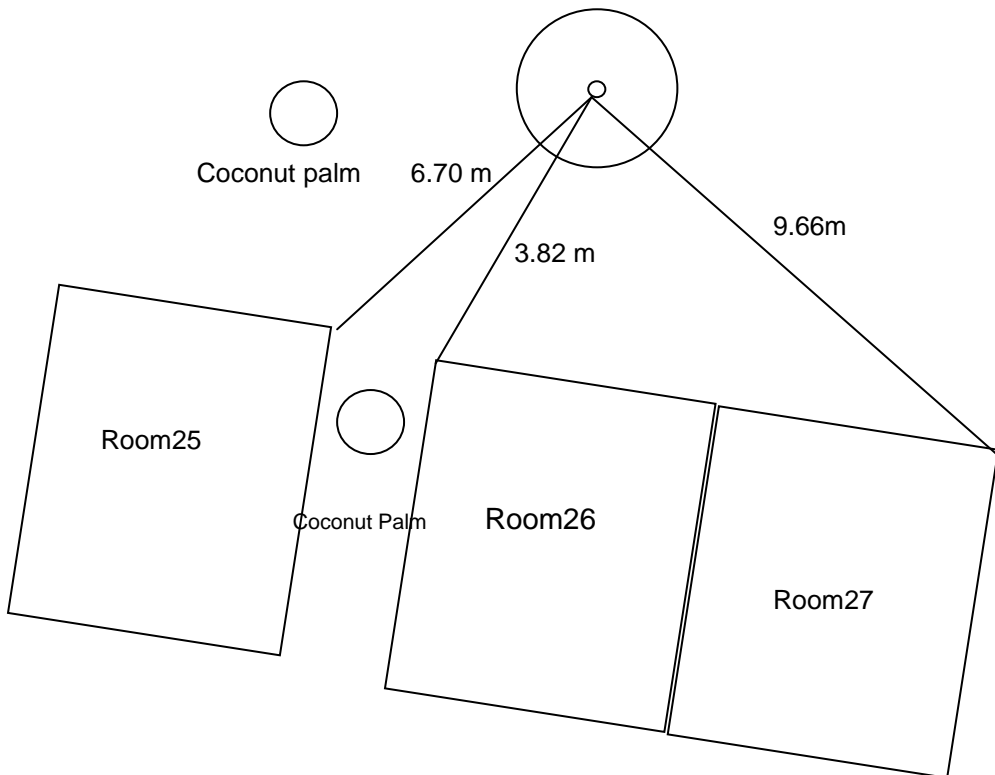 Coconut palm
6.70 m
3.82 m
9.66m
Room25
Coconut Palm
Room26
Room27